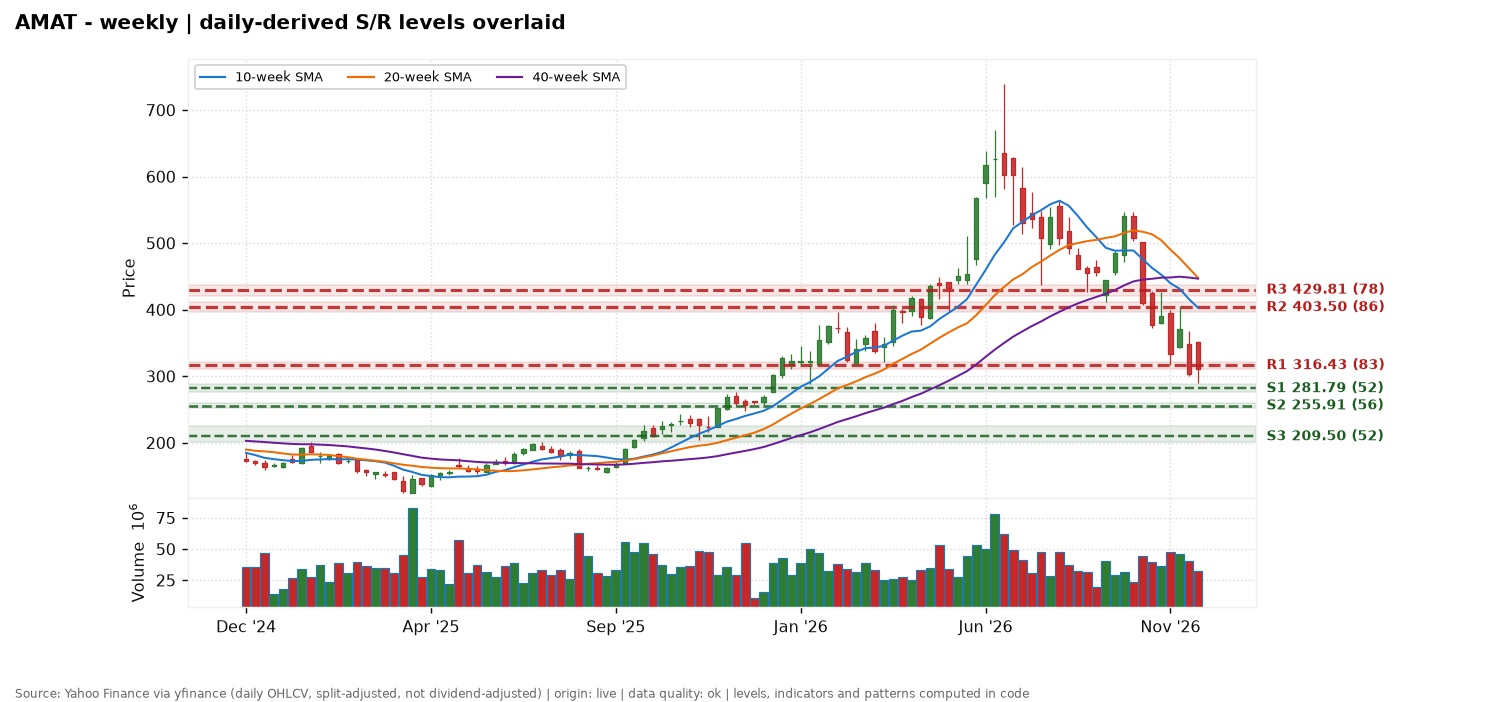 AMAT - weekly | daily-derived S/R levels overlaid
10-week SMA 20-week SMA 40-week SMA
Price
700
600
500
400
300
200
R3 429.81 (78)
R2 403.50 (86)
R1 316.43 (83)
S1 281.79 (52)
S2 255.91 (56)
S3 209.50 (52)
Volume 10⁶
75
50
25
Dec '24 Apr '25 Sep '25 Jan '26 Jun '26 Nov '26
Source: Yahoo Finance via yfinance (daily OHLCV, split-adjusted, not dividend-adjusted) | origin: live | data quality: ok | levels, indicators and patterns computed in code